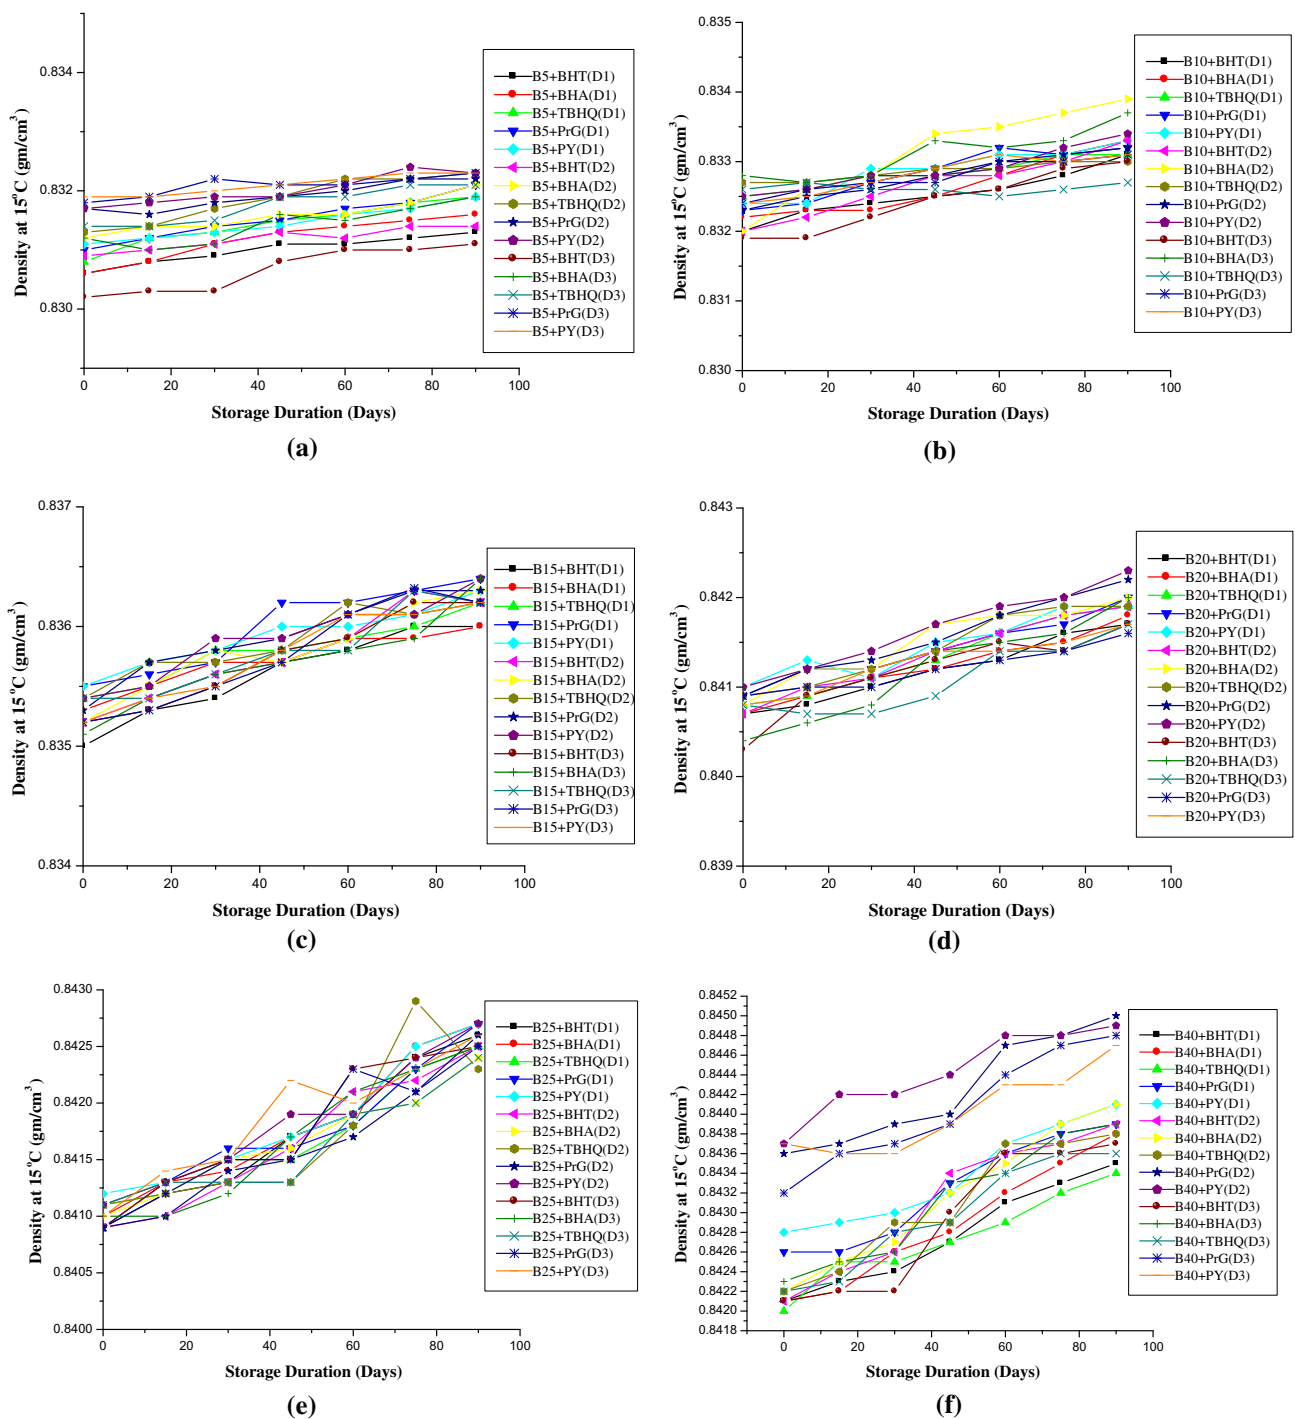 0.834
0.832
0.830
Density at 15°C (gm/cm³)
0 20 40 60 80 100
Storage Duration (Days)
B5+BHT(D1)
B5+BHA(D1)
B5+TBHQ(D1)
B5+PrG(D1)
B5+PY(D1)
B5+BHT(D2)
B5+BHA(D2)
B5+TBHQ(D2)
B5+PrG(D2)
B5+PY(D2)
B5+BHT(D3)
B5+BHA(D3)
B5+TBHQ(D3)
B5+PrG(D3)
B5+PY(D3)
(a)
0.835
0.834
0.833
0.832
0.831
0.830
Density at 15°C (gm/cm³)
0 20 40 60 80 100
Storage Duration (Days)
B10+BHT(D1)
B10+BHA(D1)
B10+TBHQ(D1)
B10+PrG(D1)
B10+PY(D1)
B10+BHT(D2)
B10+BHA(D2)
B10+TBHQ(D2)
B10+PrG(D2)
B10+PY(D2)
B10+BHT(D3)
B10+BHA(D3)
B10+TBHQ(D3)
B10+PrG(D3)
B10+PY(D3)
(b)
0.837
0.836
0.835
0.834
Density at 15°C (gm/cm³)
0 20 40 60 80 100
Storage Duration (Days)
B15+BHT(D1)
B15+BHA(D1)
B15+TBHQ(D1)
B15+PrG(D1)
B15+PY(D1)
B15+BHT(D2)
B15+BHA(D2)
B15+TBHQ(D2)
B15+PrG(D2)
B15+PY(D2)
B15+BHT(D3)
B15+BHA(D3)
B15+TBHQ(D3)
B15+PrG(D3)
B15+PY(D3)
(c)
0.843
0.842
0.841
0.840
0.839
Density at 15°C (gm/cm³)
0 20 40 60 80 100
Storage Duration (Days)
B20+BHT(D1)
B20+BHA(D1)
B20+TBHQ(D1)
B20+PrG(D1)
B20+PY(D1)
B20+BHT(D2)
B20+BHA(D2)
B20+TBHQ(D2)
B20+PrG(D2)
B20+PY(D2)
B20+BHT(D3)
B20+BHA(D3)
B20+TBHQ(D3)
B20+PrG(D3)
B20+PY(D3)
(d)
0.8430
0.8425
0.8420
0.8415
0.8410
0.8405
0.8400
Density at 15°C (gm/cm³)
0 20 40 60 80 100
Storage Duration (Days)
B25+BHT(D1)
B25+BHA(D1)
B25+TBHQ(D1)
B25+PrG(D1)
B25+PY(D1)
B25+BHT(D2)
B25+BHA(D2)
B25+TBHQ(D2)
B25+PrG(D2)
B25+PY(D2)
B25+BHT(D3)
B25+BHA(D3)
B25+TBHQ(D3)
B25+PrG(D3)
B25+PY(D3)
(e)
0.8452
0.8450
0.8448
0.8446
0.8444
0.8442
0.8440
0.8438
0.8436
0.8434
0.8432
0.8430
0.8428
0.8426
0.8424
0.8422
0.8420
0.8418
Density at 15°C (gm/cm³)
0 20 40 60 80 100
Storage Duration (Days)
B40+BHT(D1)
B40+BHA(D1)
B40+TBHQ(D1)
B40+PrG(D1)
B40+PY(D1)
B40+BHT(D2)
B40+BHA(D2)
B40+TBHQ(D2)
B40+PrG(D2)
B40+PY(D2)
B40+BHT(D3)
B40+BHA(D3)
B40+TBHQ(D3)
B40+PrG(D3)
B40+PY(D3)
(f)